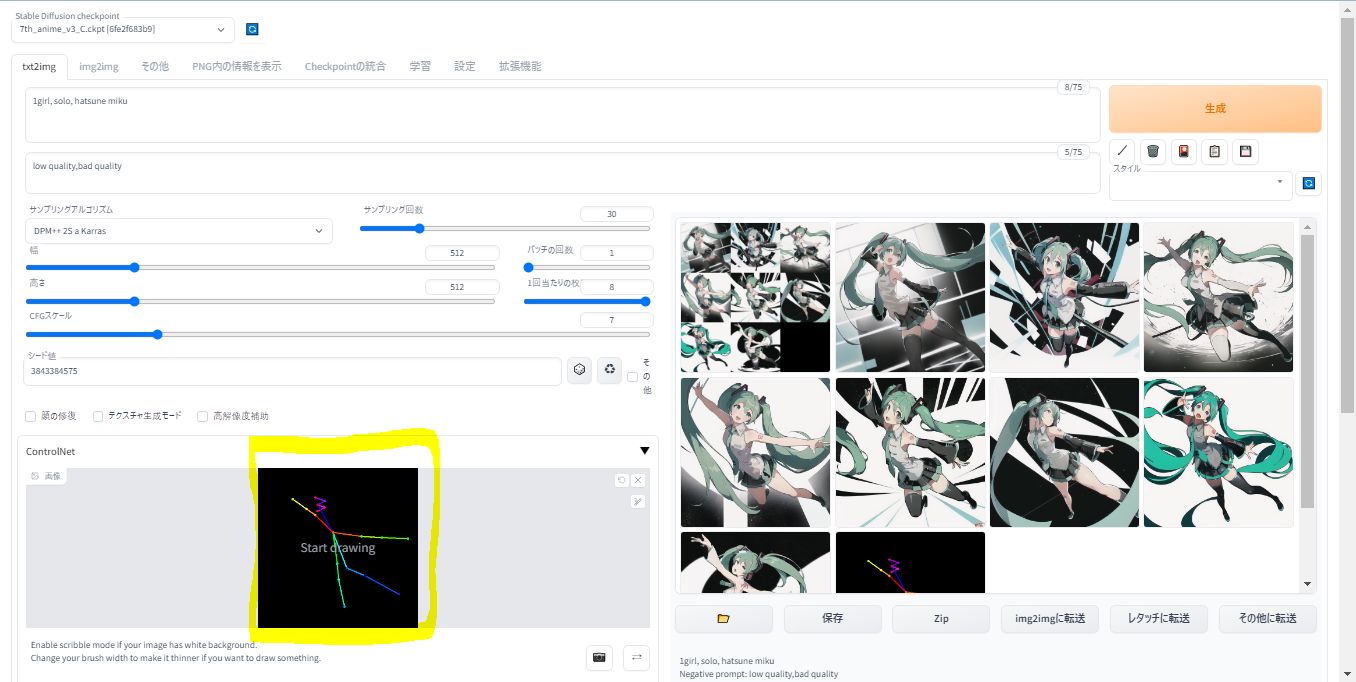 Stable Diffusion checkpoint
7th_anime_v3_C.ckpt [6fe2f683b9]
txt2img
img2img
その他
PNG内の情報を表示
Checkpointの統合
学習
設定
拡張機能
8/75
1girl, solo, hatsune miku
生成
5/75
low quality,bad quality
スタイル
サンプリングアルゴリズム
DPM++ 2S a Karras
サンプリング回数
30
幅
512
バッチの回数
1
高さ
512
1回当たりの枚
8
CFGスケール
7
シード値
3843384575
その他
顔の修復
テクスチャ生成モード
高解像度補助
ControlNet
画像
Start drawing
Enable scribble mode if your image has white background.
Change your brush width to make it thinner if you want to draw something.
保存
Zip
img2imgに転送
レタッチに転送
その他に転送
1girl, solo, hatsune miku
Negative prompt: low quality,bad quality